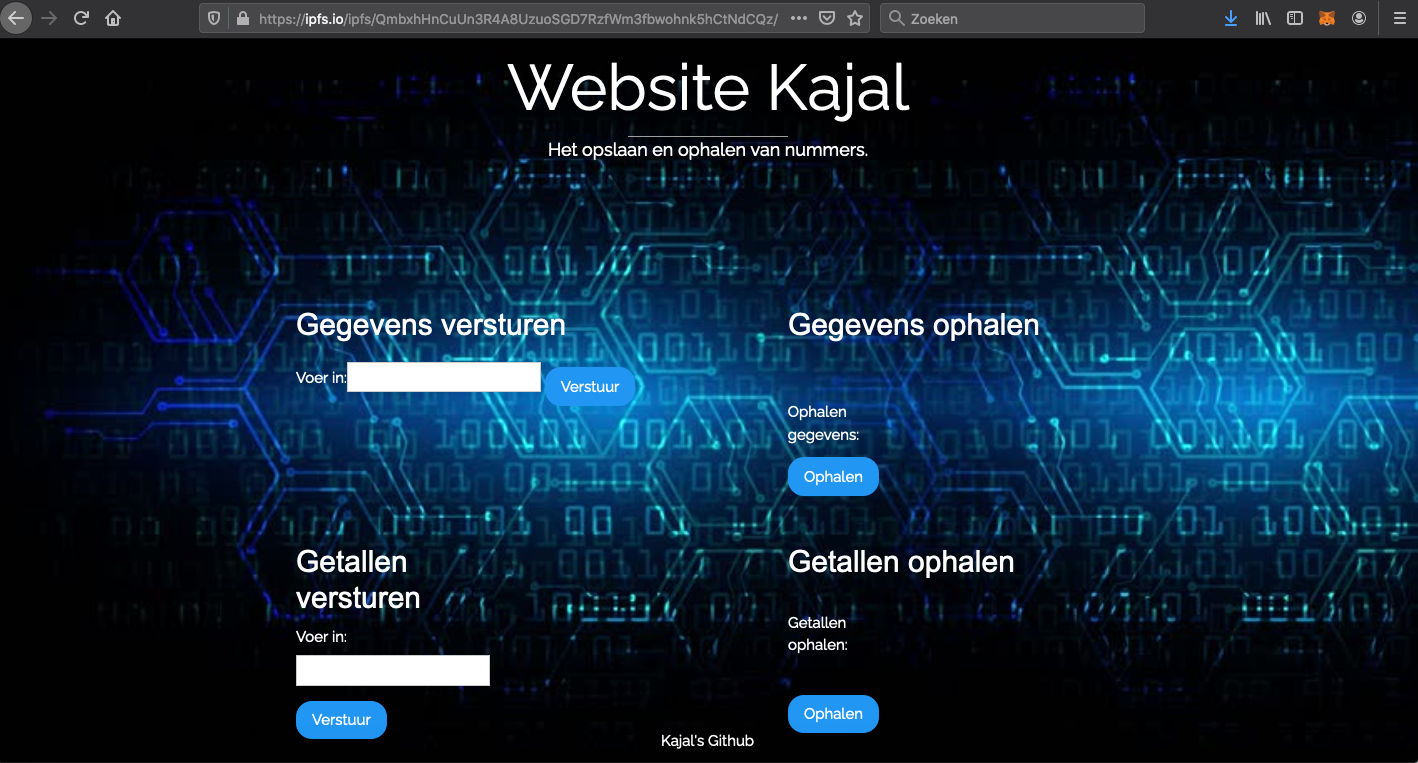 https://ipfs.io/ipfs/QmbxhHnCuUn3R4A8UzuoSGD7RzfWm3fbwohnk5hCtNdCQz/
Zoeken
Website Kajal
Het opslaan en ophalen van nummers.
Gegevens versturen
Voer in:
Verstuur
Gegevens ophalen
Ophalen
gegevens:
Ophalen
Getallen
versturen
Voer in:
Verstuur
Getallen ophalen
Getallen
ophalen:
Ophalen
Kajal's Github